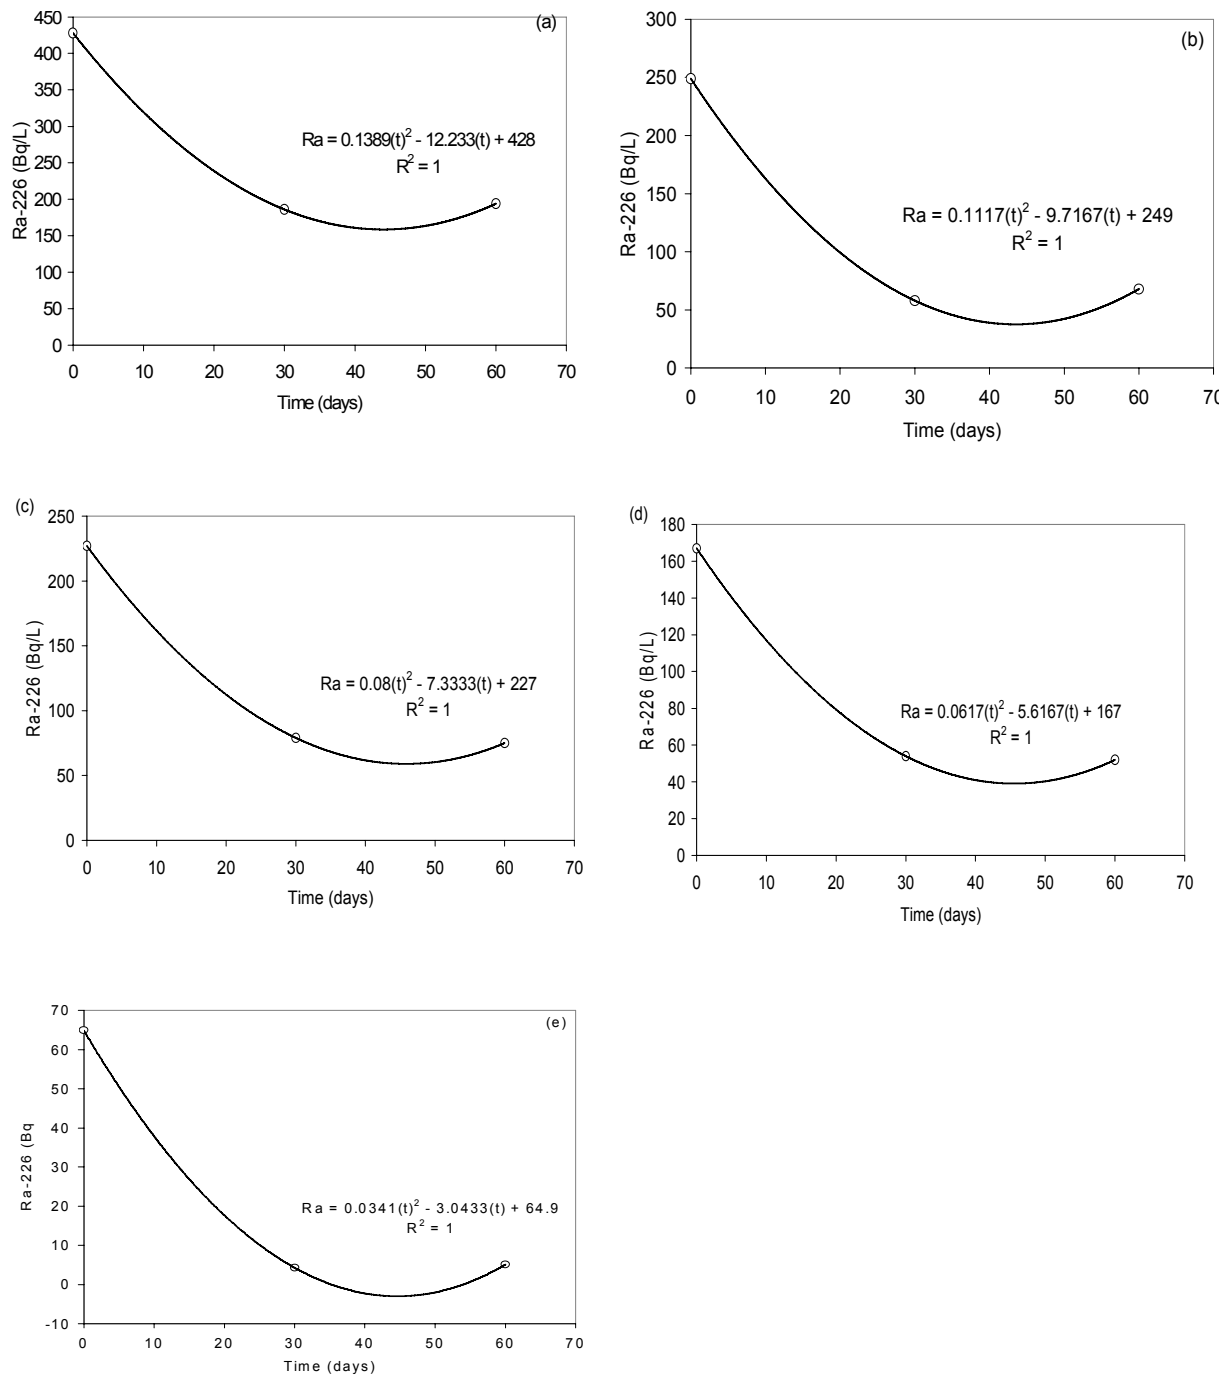 (a)
450
400
350
300
250
200
150
100
50
0
Ra-226 (Bq/L)
Ra = 0.1389(t)² - 12.233(t) + 428
R² = 1
0 10 20 30 40 50 60 70
Time (days)
(b)
300
250
200
150
100
50
0
Ra-226 (Bq/L)
Ra = 0.1117(t)² - 9.7167(t) + 249
R² = 1
0 10 20 30 40 50 60 70
Time (days)
(c)
250
200
150
100
50
0
Ra-226 (Bq/L)
Ra = 0.08(t)² - 7.3333(t) + 227
R² = 1
0 10 20 30 40 50 60 70
Time (days)
(d)
180
160
140
120
100
80
60
40
20
0
Ra-226 (Bq/L)
Ra = 0.0617(t)² - 5.6167(t) + 167
R² = 1
0 10 20 30 40 50 60 70
Time (days)
(e)
70
60
50
40
30
20
10
0
-10
Ra-226 (Bq
Ra = 0.0341(t)² - 3.0433(t) + 64.9
R² = 1
0 10 20 30 40 50 60 70
Time (days)